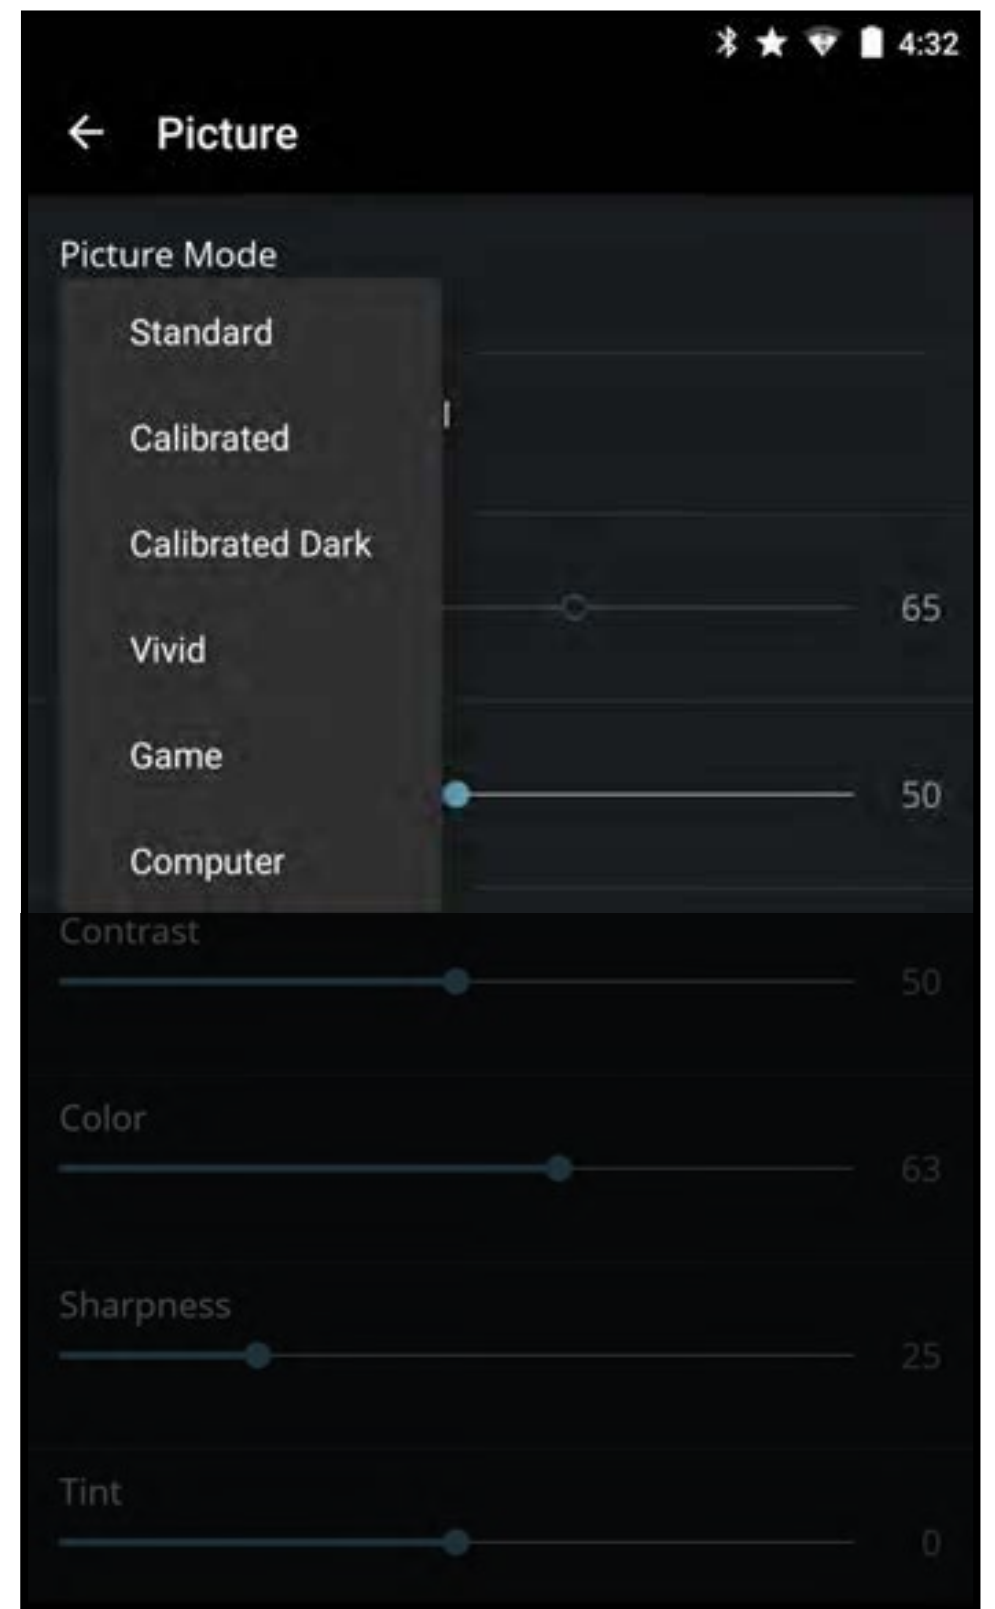 4:32
Picture
Picture Mode
Standard
Calibrated
Calibrated Dark
65
Vivid
Game
50
Computer
Contrast
50
Color
63
Sharpness
25
Tint
0